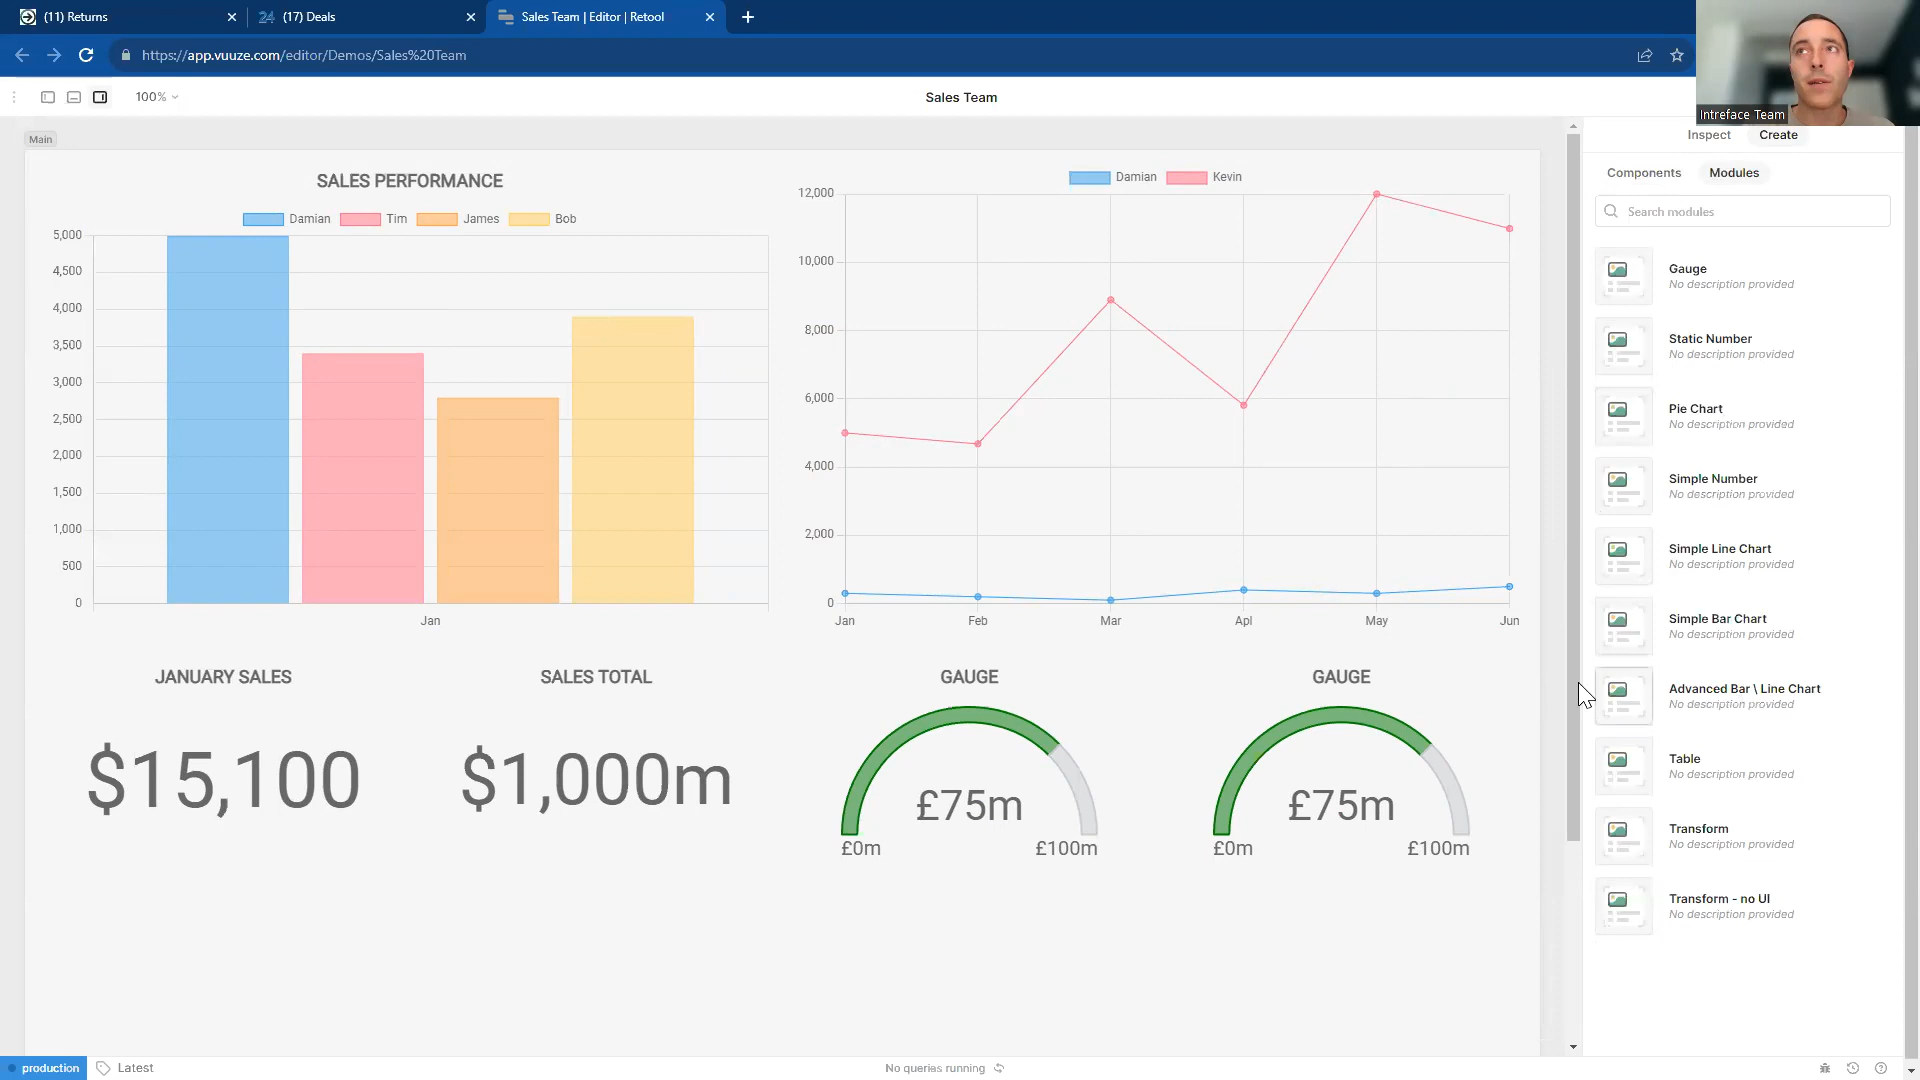 (11) Returns
24 (17) Deals
Sales Team | Editor | Retool
https://app.vuuze.com/editor/Demos/Sales%20Team
Intreface Team
100%
Sales Team
Inspect Create
Main
Components Modules
Search modules
SALES PERFORMANCE
Damian Tim James Bob
5,000
4,500
4,000
3,500
3,000
2,500
2,000
1,500
1,000
500
0
Jan
Damian Kevin
12,000
10,000
8,000
6,000
4,000
2,000
0
Jan Feb Mar Apl May Jun
JANUARY SALES
$15,100
SALES TOTAL
$1,000m
GAUGE
£75m
£0m £100m
GAUGE
£75m
£0m £100m
Gauge
No description provided
Static Number
No description provided
Pie Chart
No description provided
Simple Number
No description provided
Simple Line Chart
No description provided
Simple Bar Chart
No description provided
Advanced Bar \ Line Chart
No description provided
Table
No description provided
Transform
No description provided
Transform - no UI
No description provided
production Latest
No queries running